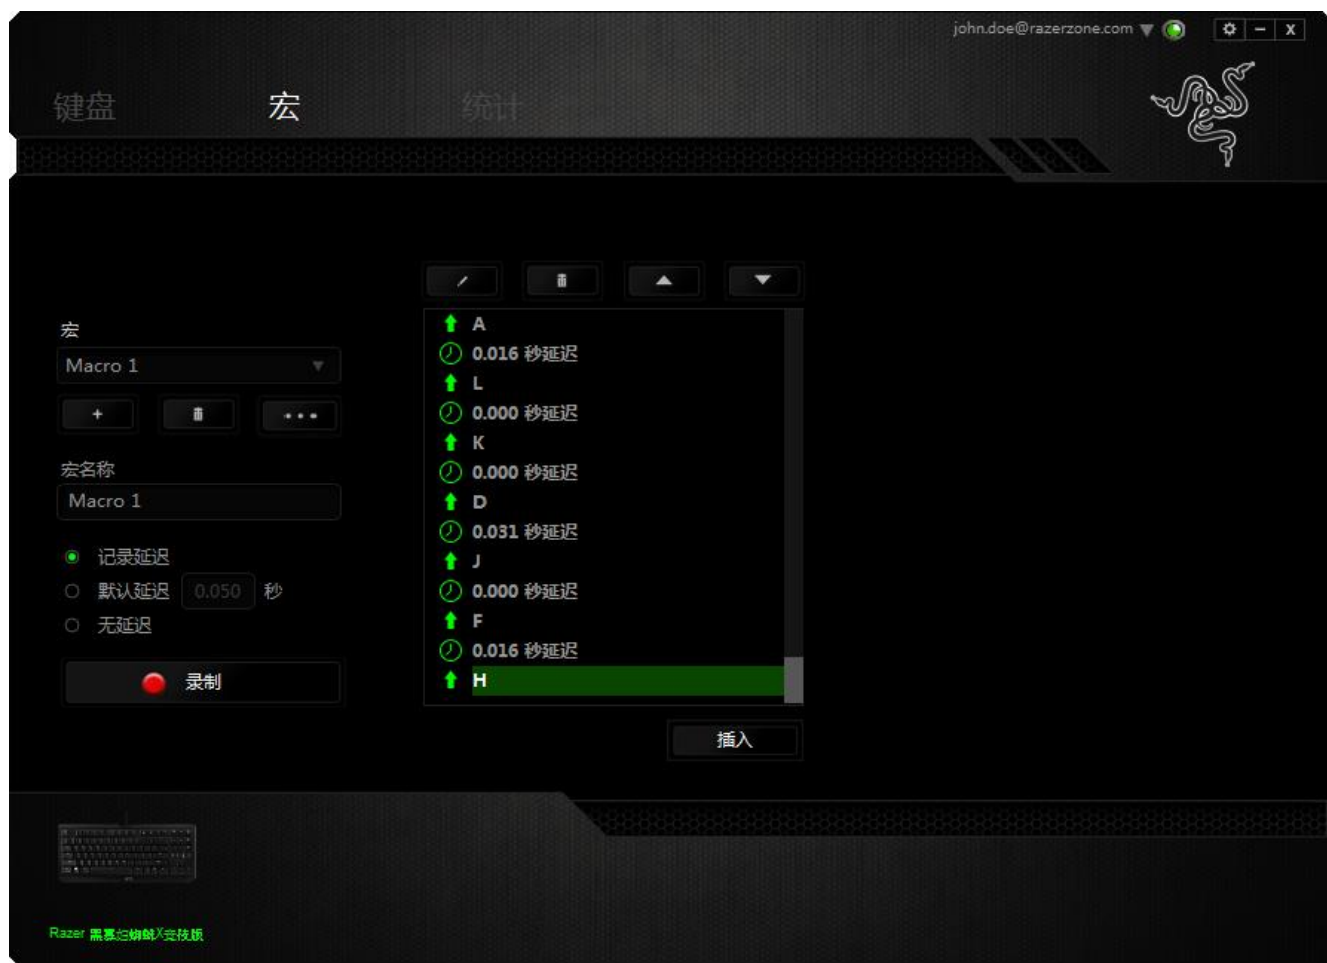 john.doe@razerzone.com
键盘 宏 统计
宏
Macro 1
宏名称
Macro 1
记录延迟
默认延迟 0.050 秒
无延迟
录制
A
0.016 秒延迟
L
0.000 秒延迟
K
0.000 秒延迟
D
0.031 秒延迟
J
0.000 秒延迟
F
0.016 秒延迟
H
插入
Razer 黑寡妇蜘蛛X竞技版